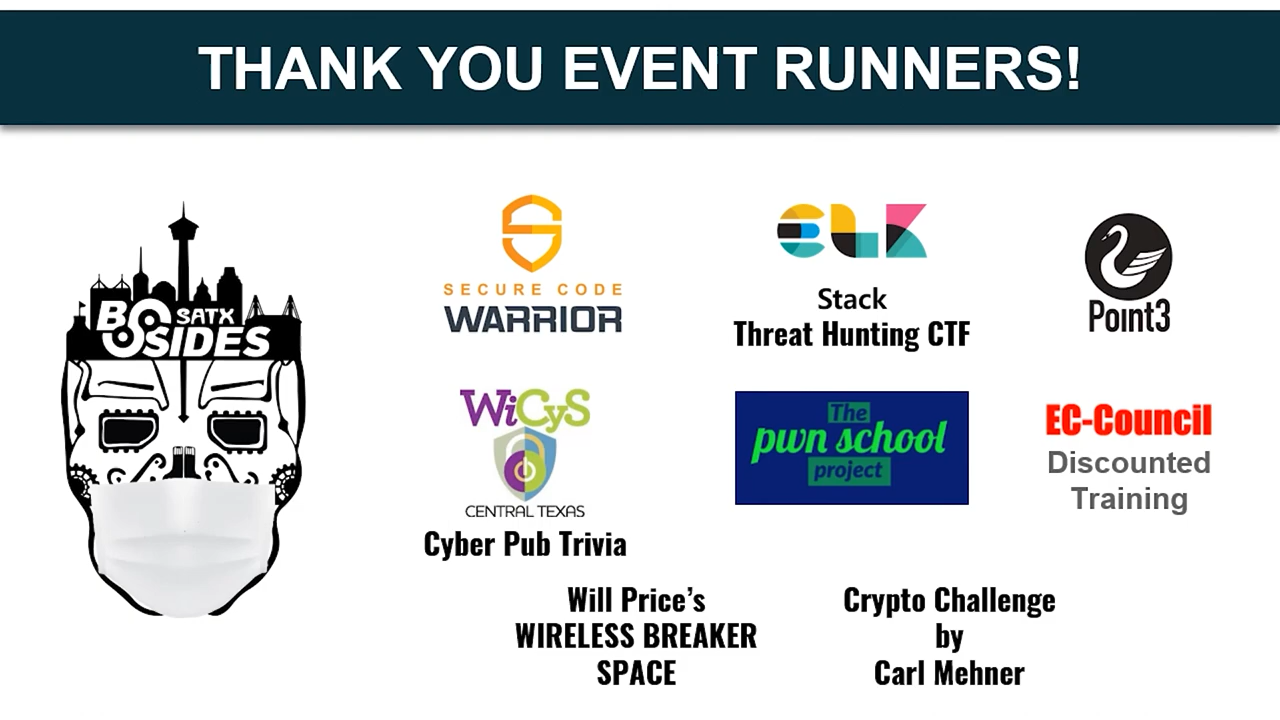 THANK YOU EVENT RUNNERS!
BSIDES
SATX
SECURE CODE
WARRIOR
ELK
Stack
Threat Hunting CTF
Point3
WiCyS
CENTRAL TEXAS
Cyber Pub Trivia
The
pwn school
project
EC-Council
Discounted
Training
Will Price’s
WIRELESS BREAKER
SPACE
Crypto Challenge
by
Carl Mehner